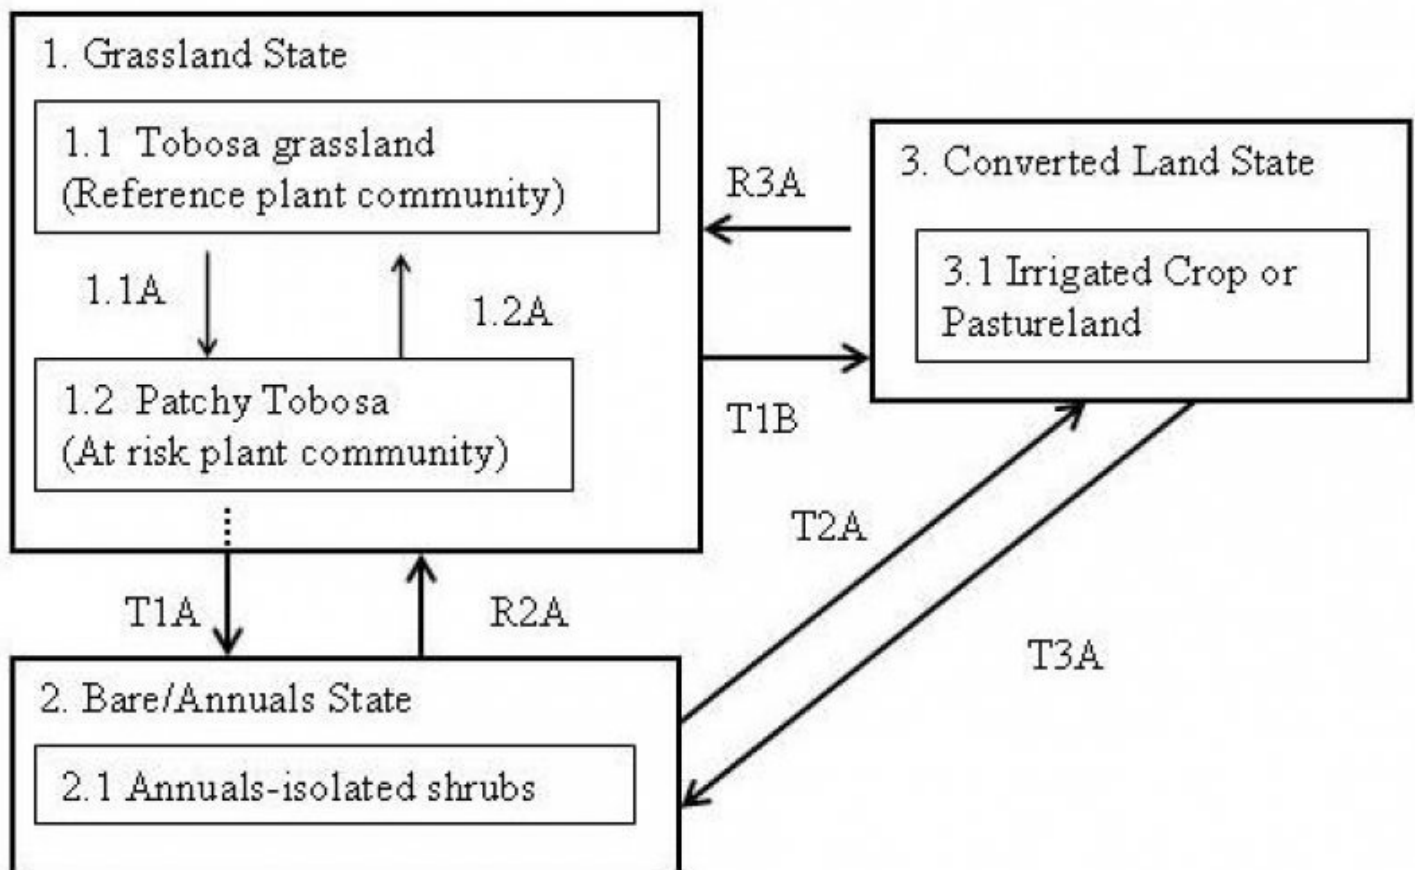 1. Grassland State
1.1 Tobosa grassland
(Reference plant community)
1.1A
1.2A
1.2 Patchy Tobosa
(At risk plant community)
R3A
T1B
3. Converted Land State
3.1 Irrigated Crop or
Pastureland
T1A
R2A
T2A
T3A
2. Bare/Annuals State
2.1 Annuals-isolated shrubs